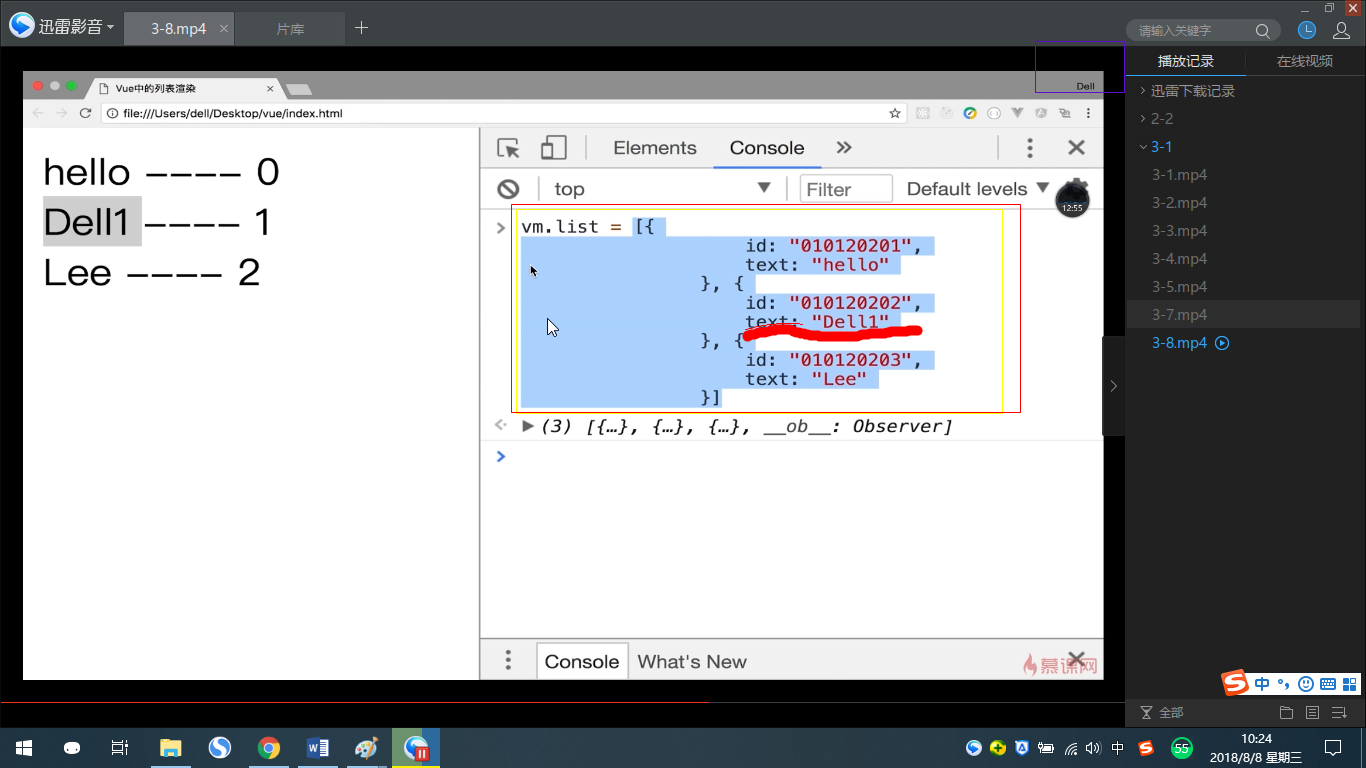 迅雷影音
3-8.mp4
片库
请输入关键字
播放记录
在线视频
迅雷下载记录
2-2
3-1
3-1.mp4
3-2.mp4
3-3.mp4
3-4.mp4
3-5.mp4
3-7.mp4
3-8.mp4
全部
Vue中的列表渲染
Dell
file:///Users/dell/Desktop/vue/index.html
hello ---- 0
Dell1 ---- 1
Lee ---- 2
Elements
Console
top
Filter
Default levels
12:55
vm.list = [{
id: "010120201",
text: "hello"
}, {
id: "010120202",
text: "Dell1"
}, {
id: "010120203",
text: "Lee"
}]
(3) [{…}, {…}, {…}, __ob__: Observer]
Console
What's New
慕课网
中
中
55
10:24
2018/8/8 星期三